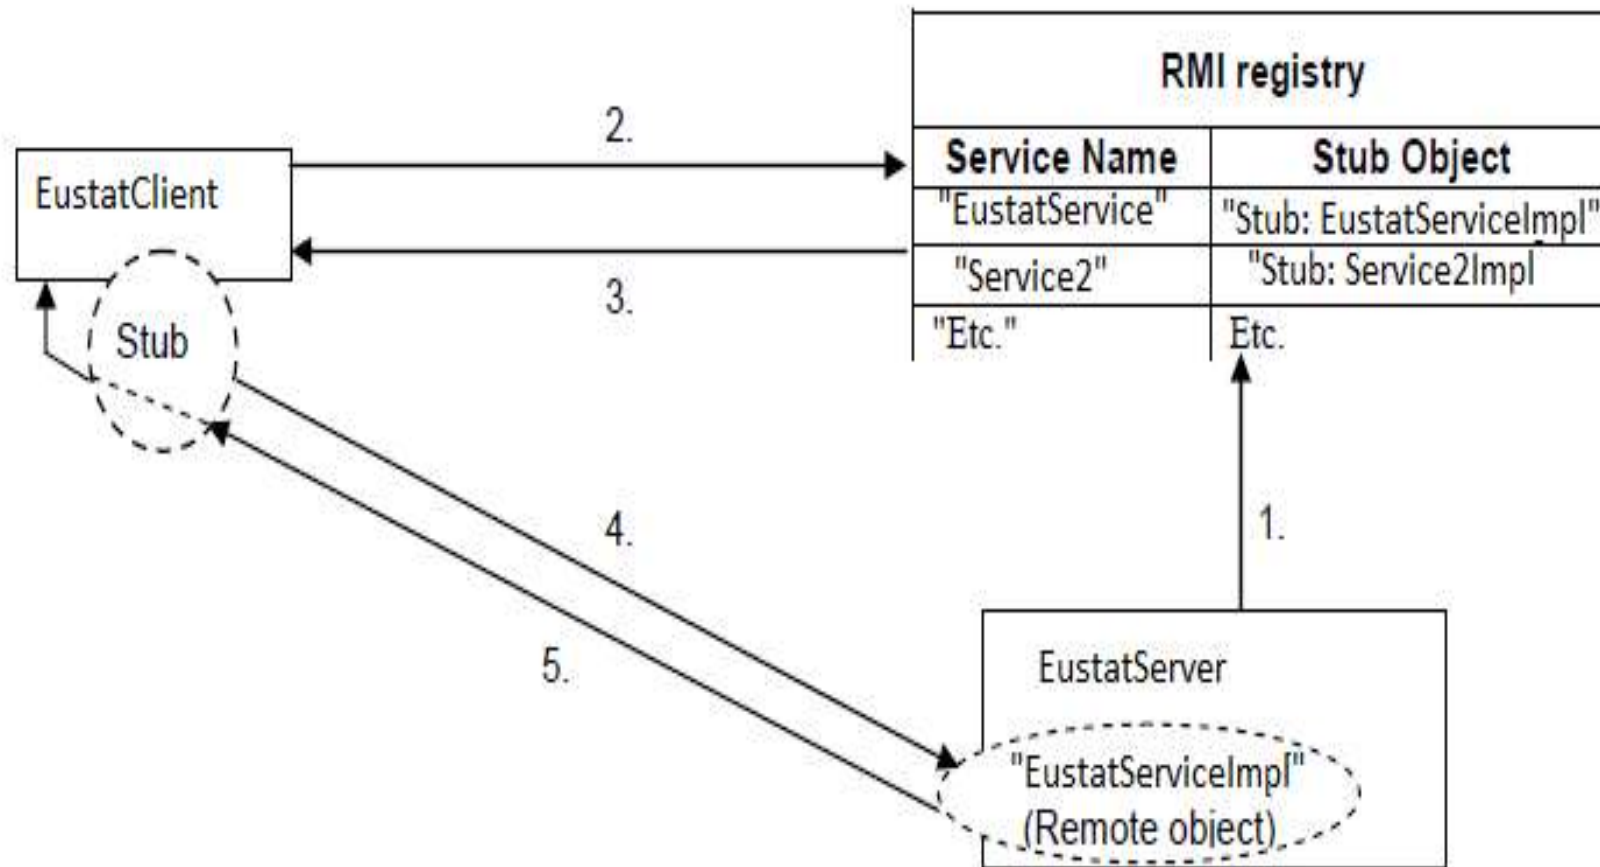 RMI registry
Service Name Stub Object
"EustatService" "Stub: EustatServiceImpl"
"Service2" "Stub: Service2Impl
"Etc." Etc.
2.
EustatClient
3.
Stub
4.
1.
5.
EustatServer
"EustatServiceImpl"
(Remote object)